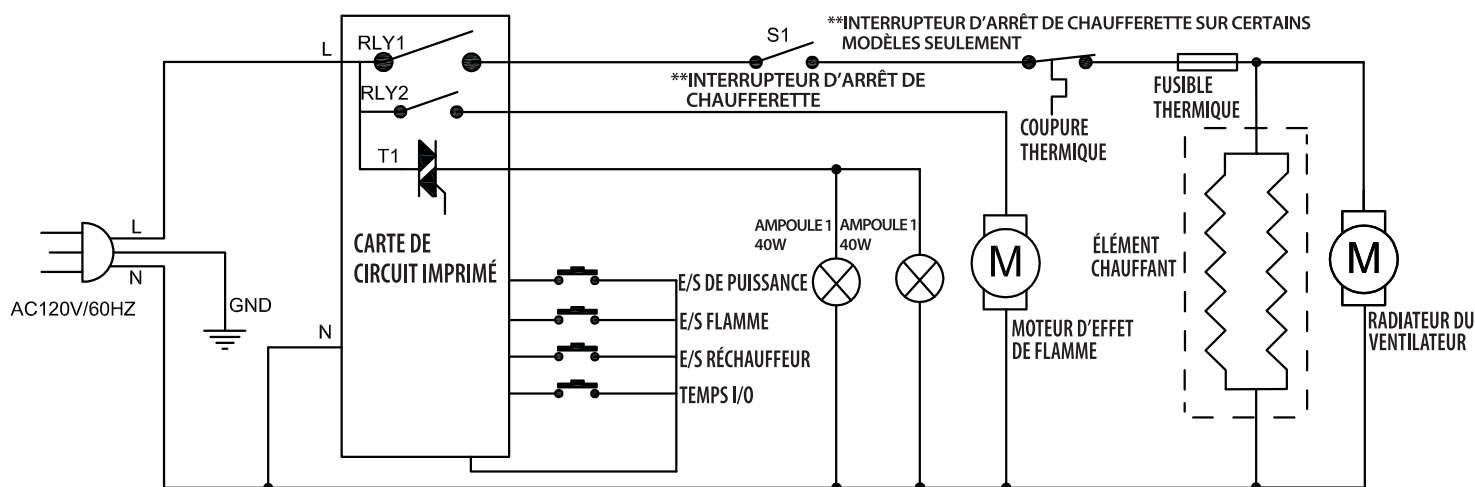 **INTERRUPTEUR D'ARRÊT DE CHAUFFERETTE SUR CERTAINS
MODÈLES SEULEMENT
S1
L
RLY1
**INTERRUPTEUR D'ARRÊT DE
CHAUFFERETTE
RLY2
FUSIBLE
THERMIQUE
COUPURE
THERMIQUE
T1
L
N
AC120V/60HZ
GND
N
CARTE DE
CIRCUIT IMPRIMÉ
AMPOULE 1
40W
AMPOULE 1
40W
M
ÉLÉMENT
CHAUFFANT
M
E/S DE PUISSANCE
E/S FLAMME
E/S RÉCHAUFFEUR
TEMPS I/O
MOTEUR D'EFFET
DE FLAMME
RADIATEUR DU
VENTILATEUR